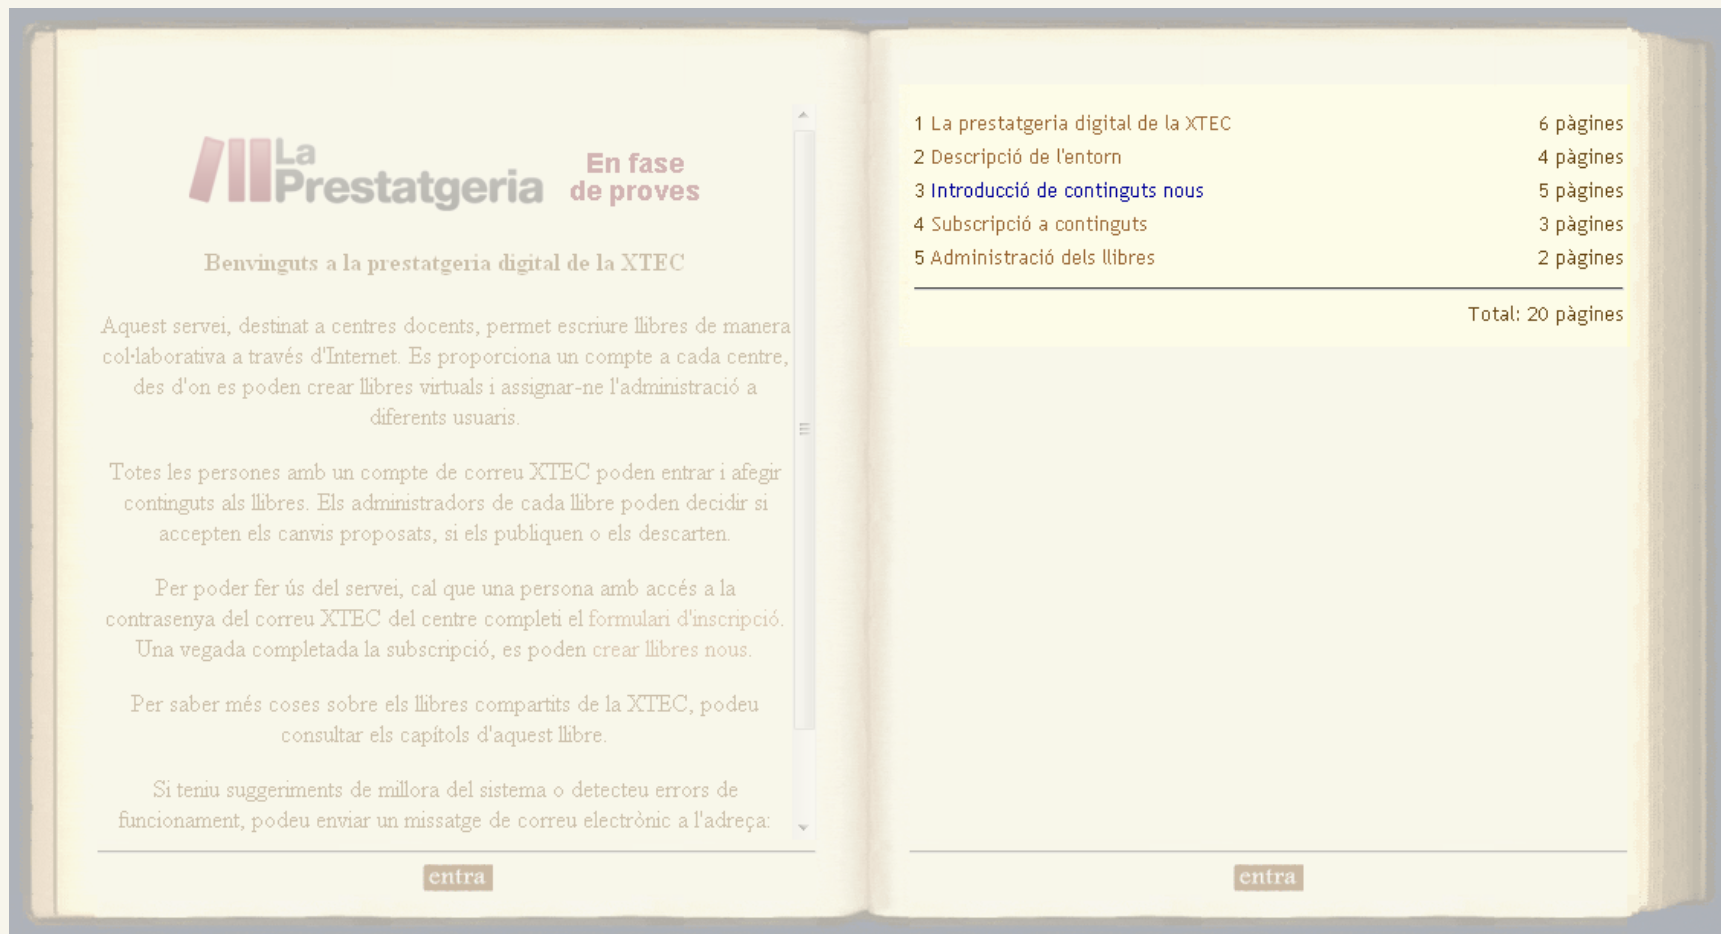 La
Prestatgeria
En fase
de proves
Benvinguts a la prestatgeria digital de la XTEC
Aquest servei, destinat a centres docents, permet escriure llibres de manera
col·laborativa a través d'Internet. Es proporciona un compte a cada centre,
des d'on es poden crear llibres virtuals i assignar-ne l'administració a
diferents usuaris.
Totes les persones amb un compte de correu XTEC poden entrar i afegir
continguts als llibres. Els administradors de cada llibre poden decidir si
accepten els canvis proposats, si els publiquen o els descarten.
Per poder fer ús del servei, cal que una persona amb accés a la
contrasenya del correu XTEC del centre completi el formulari d'inscripció.
Una vegada completada la subscripció, es poden crear llibres nous.
Per saber més coses sobre els llibres compartits de la XTEC, podeu
consultar els capítols d'aquest llibre.
Si teniu suggeriments de millora del sistema o detecteu errors de
funcionament, podeu enviar un missatge de correu electrònic a l'adreça:
entra
1 La prestatgeria digital de la XTEC 6 pàgines
2 Descripció de l'entorn 4 pàgines
3 Introducció de continguts nous 5 pàgines
4 Subscripció a continguts 3 pàgines
5 Administració dels llibres 2 pàgines
Total: 20 pàgines
entra